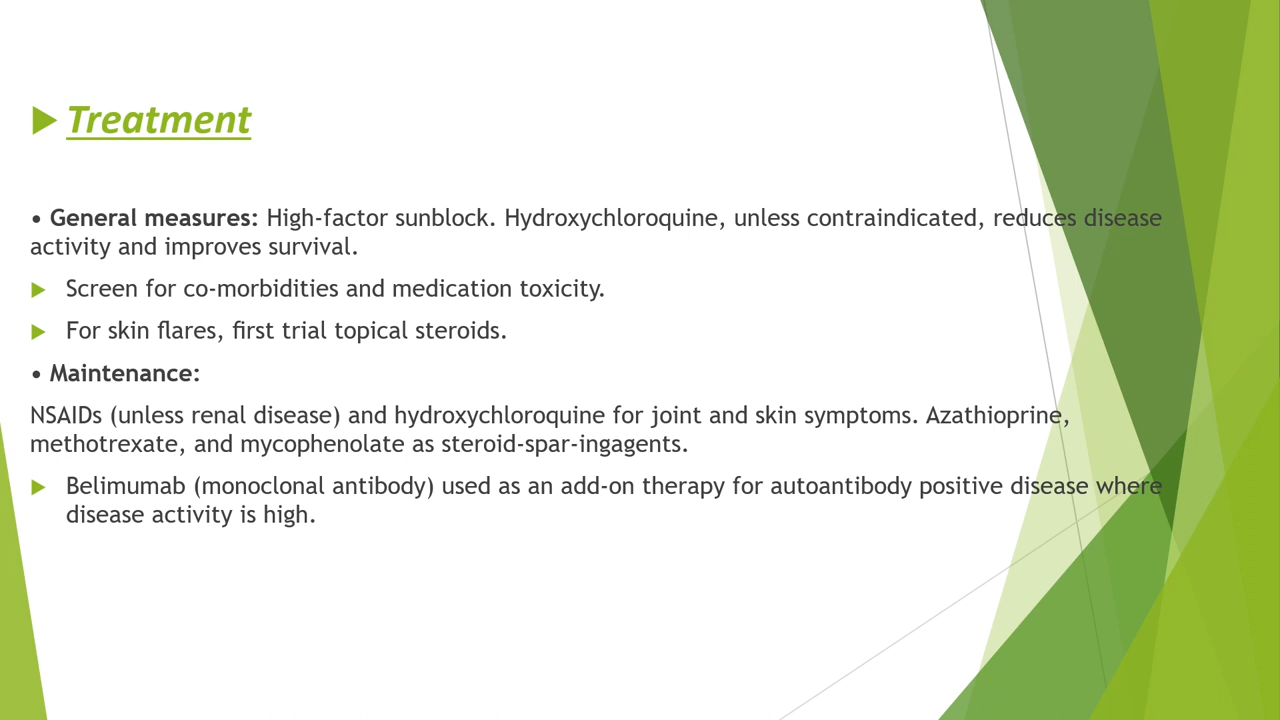 Treatment
• General measures: High-factor sunblock. Hydroxychloroquine, unless contraindicated, reduces disease
activity and improves survival.
Screen for co-morbidities and medication toxicity.
For skin flares, first trial topical steroids.
• Maintenance:
NSAIDs (unless renal disease) and hydroxychloroquine for joint and skin symptoms. Azathioprine,
methotrexate, and mycophenolate as steroid-spar-ingagents.
Belimumab (monoclonal antibody) used as an add-on therapy for autoantibody positive disease where
disease activity is high.